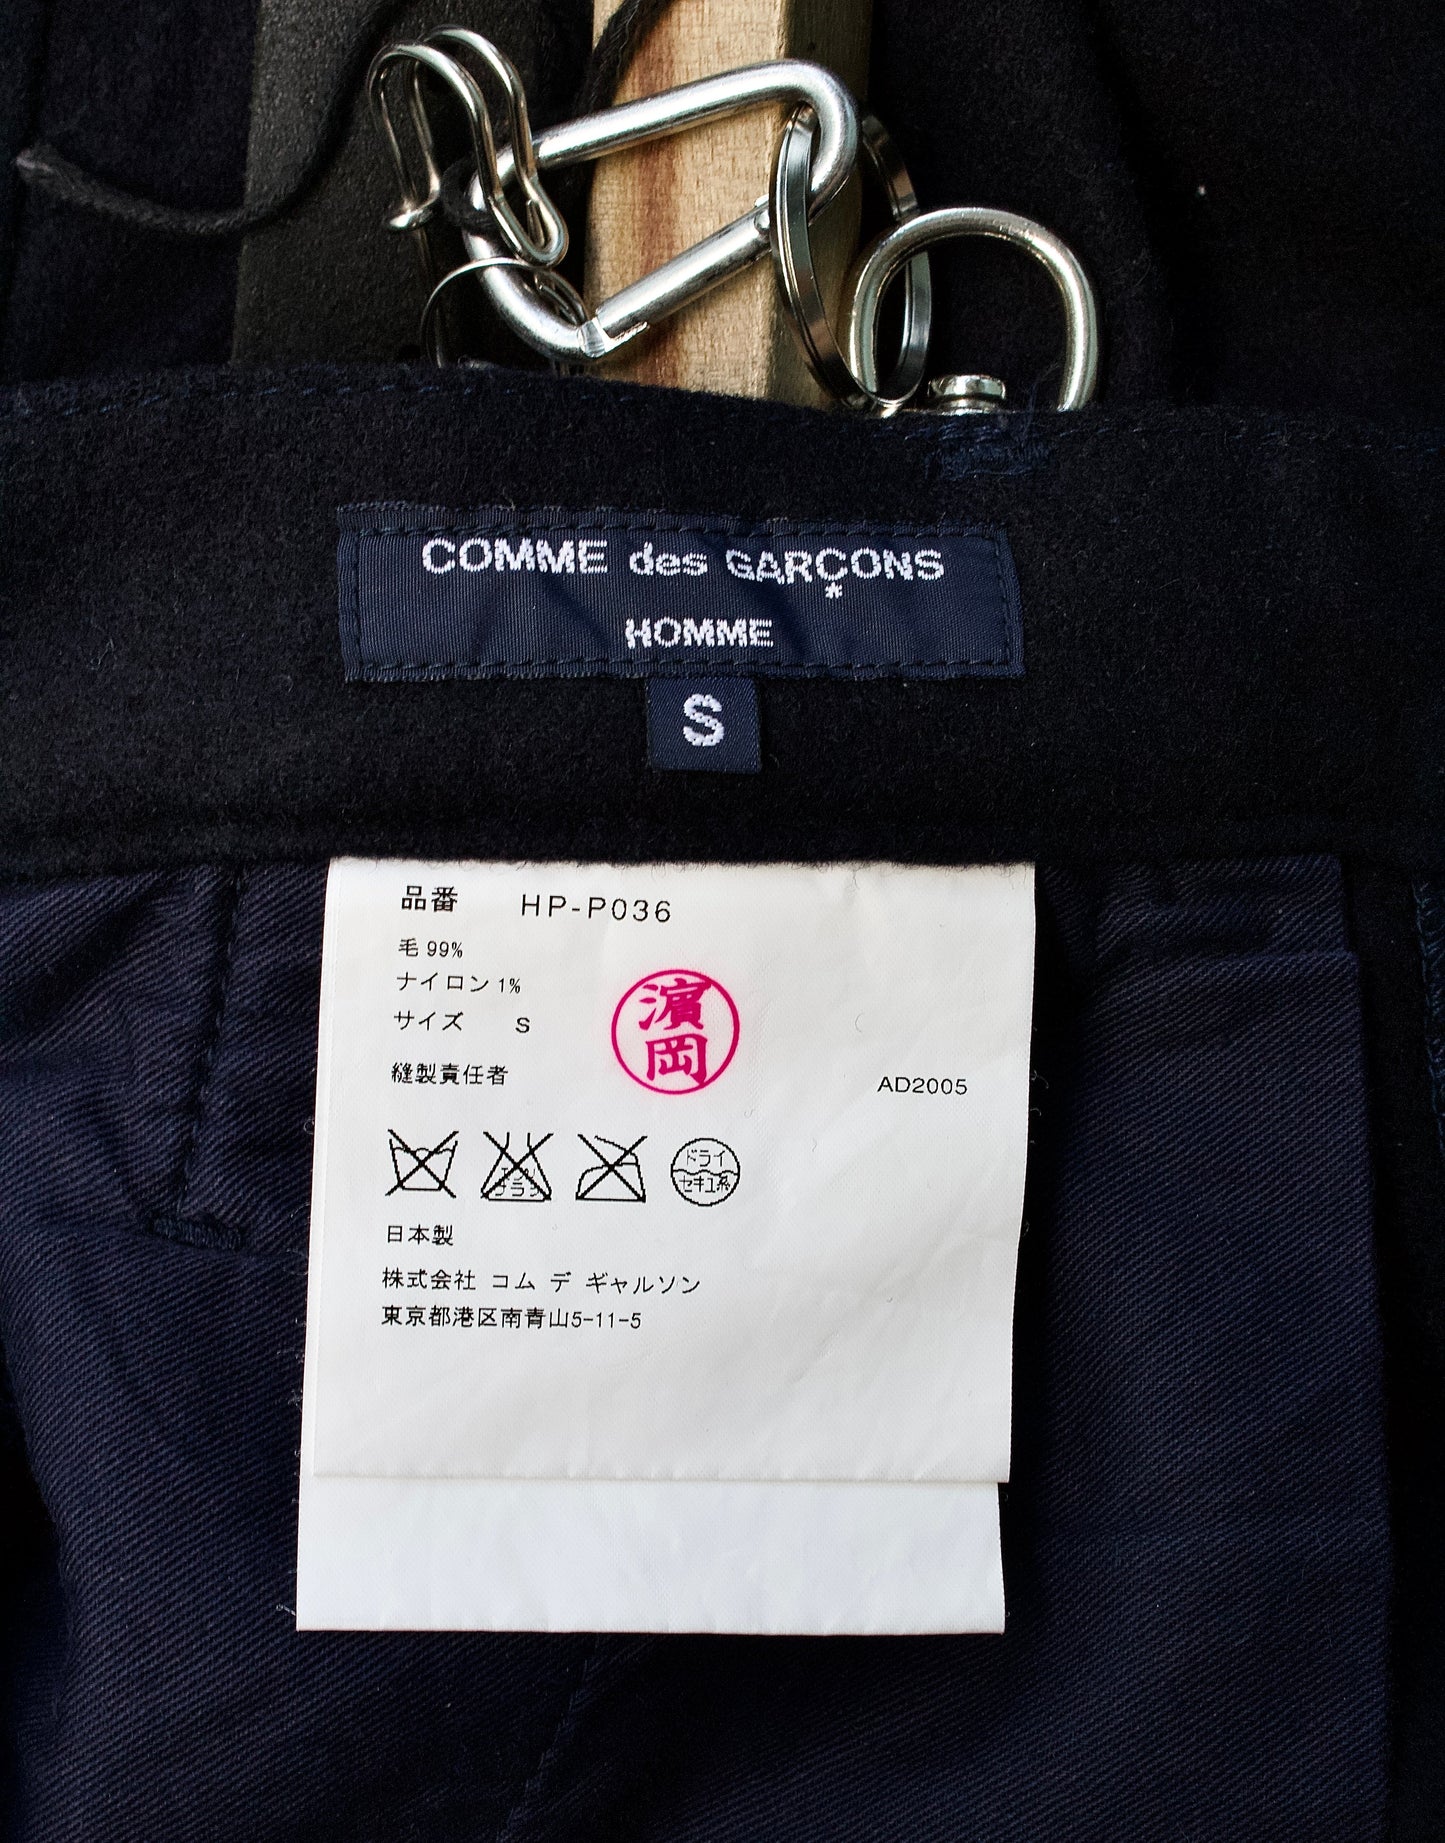 COMME des GARÇONS
HOMME
S
品番 HP-P036
毛 99%
ナイロン 1%
サイズ S
濱岡
縫製責任者
AD2005
ドライ
セキユ系
日本製
株式会社 コム デ ギャルソン
東京都港区南青山5-11-5